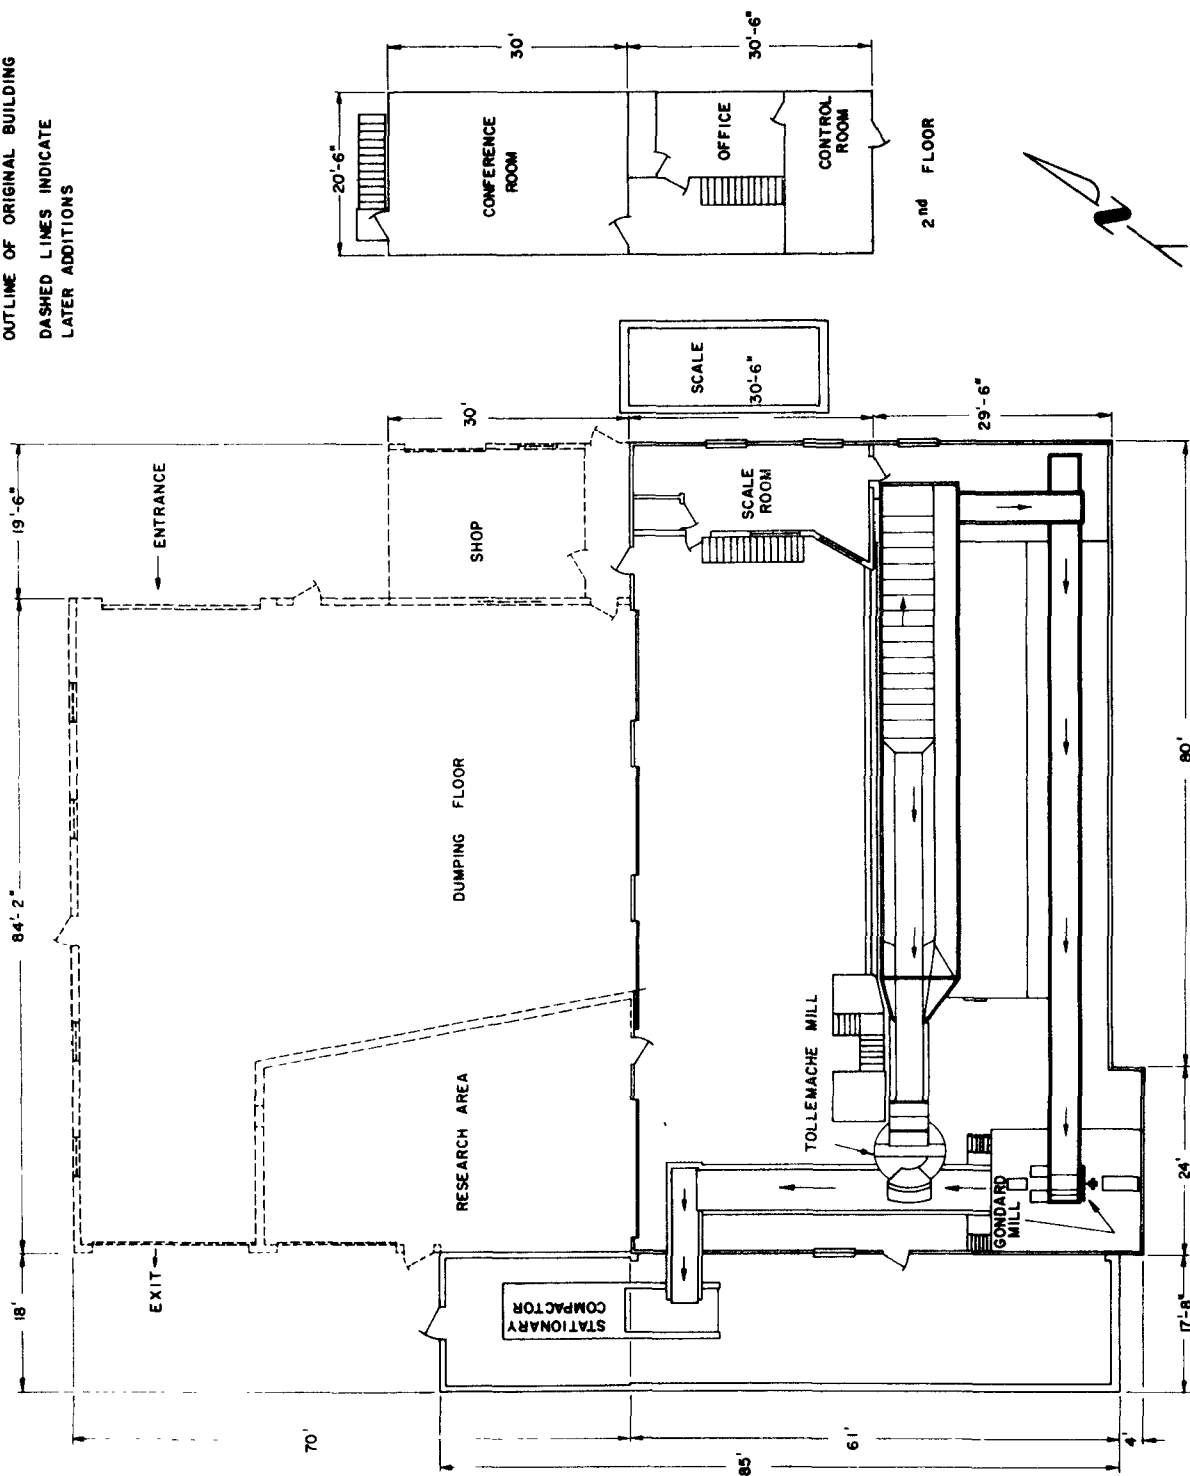 OUTLINE OF ORIGINAL BUILDING
DASHED LINES INDICATE
LATER ADDITIONS
30'
30'-6"
20'-6"
CONFERENCE
ROOM
OFFICE
CONTROL
ROOM
2nd FLOOR
N
SCALE
30'-6"
30'
29'-6"
19'-6"
ENTRANCE
SHOP
SCALE
ROOM
84'-2"
DUMPING FLOOR
80'
TOLLEMACHE MILL
RESEARCH AREA
GONDARD
MILL
24'
EXIT
18'
STATIONARY
COMPACTOR
17'-8"
70'
61'
85'
4'